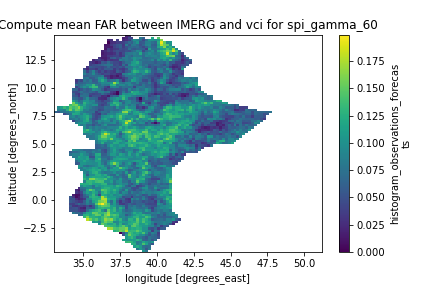 Compute mean FAR between IMERG and vci for spi_gamma_60
12.5
10.0
7.5
5.0
2.5
0.0
−2.5
latitude [degrees_north]
35.0 37.5 40.0 42.5 45.0 47.5 50.0
longitude [degrees_east]
0.175
0.150
0.125
0.100
0.075
0.050
0.025
0.000
histogram_observations_forecas
ts